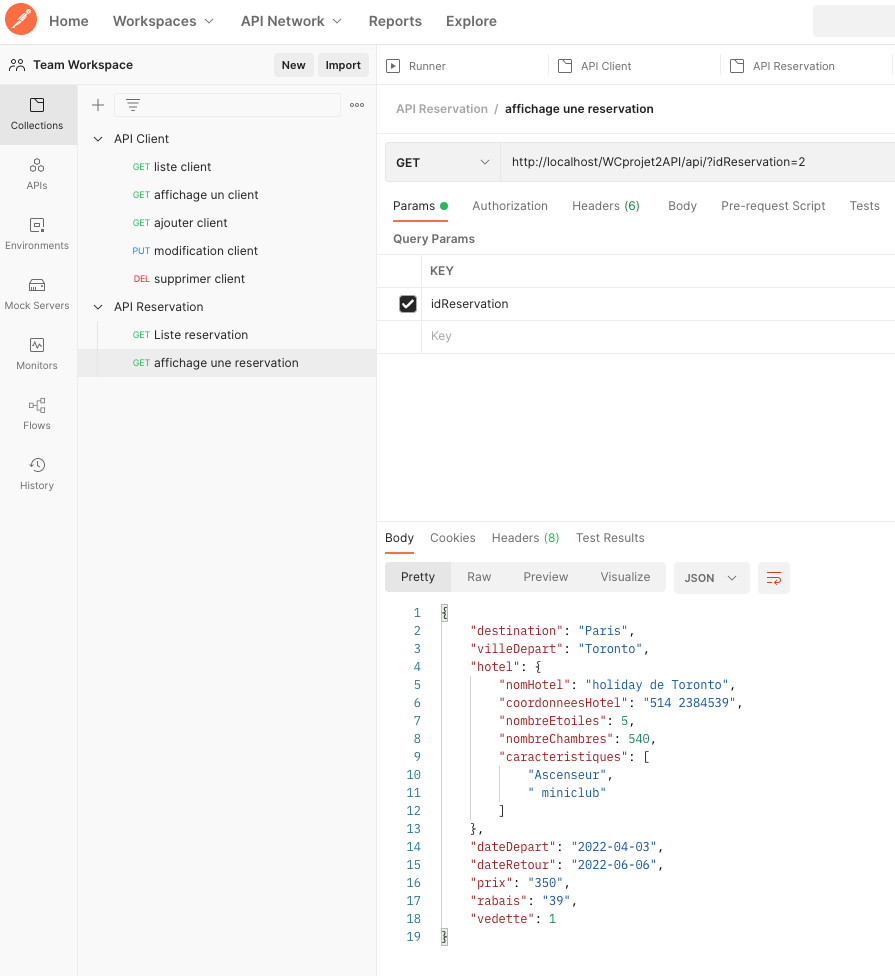 Home Workspaces API Network Reports Explore
Team Workspace New Import
Runner API Client API Reservation
Collections
APIs
Environments
Mock Servers
Monitors
Flows
History
API Client
GET liste client
GET affichage un client
GET ajouter client
PUT modification client
DEL supprimer client
API Reservation
GET Liste reservation
GET affichage une reservation
API Reservation / affichage une reservation
GET http://localhost/WCprojet2API/api/?idReservation=2
Params Authorization Headers (6) Body Pre-request Script Tests
Query Params
KEY
idReservation
Key
Body Cookies Headers (8) Test Results
Pretty Raw Preview Visualize JSON
1 {
2 "destination": "Paris",
3 "villeDepart": "Toronto",
4 "hotel": {
5 "nomHotel": "holiday de Toronto",
6 "coordonneesHotel": "514 2384539",
7 "nombreEtoiles": 5,
8 "nombreChambres": 540,
9 "caracteristiques": [
10 "Ascenseur",
11 " miniclub"
12 ]
13 },
14 "dateDepart": "2022-04-03",
15 "dateRetour": "2022-06-06",
16 "prix": "350",
17 "rabais": "39",
18 "vedette": 1
19 }